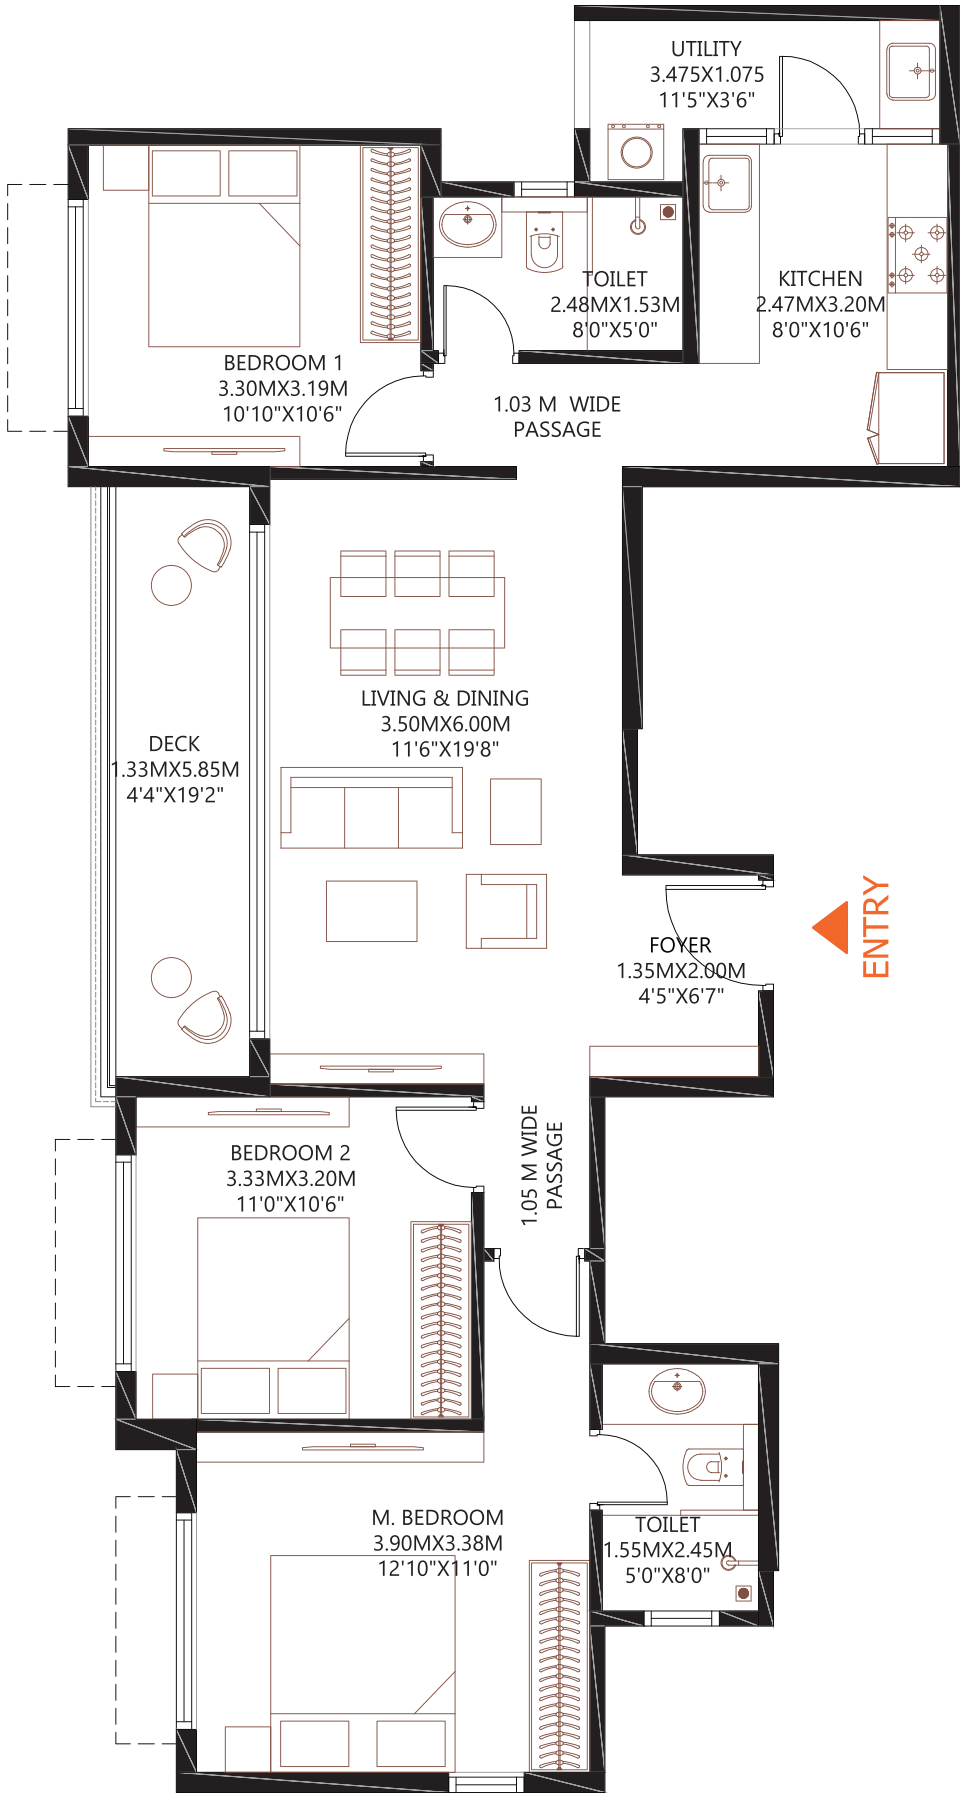 UTILITY
3.475X1.075
11'5"X3'6"
TOILET
2.48MX1.53M
8'0"X5'0"
KITCHEN
2.47MX3.20M
8'0"X10'6"
BEDROOM 1
3.30MX3.19M
10'10"X10'6"
1.03 M WIDE
PASSAGE
LIVING & DINING
3.50MX6.00M
11'6"X19'8"
DECK
1.33MX5.85M
4'4"X19'2"
FOYER
1.35MX2.00M
4'5"X6'7"
ENTRY
BEDROOM 2
3.33MX3.20M
11'0"X10'6"
1.05 M WIDE
PASSAGE
M. BEDROOM
3.90MX3.38M
12'10"X11'0"
TOILET
1.55MX2.45M
5'0"X8'0"